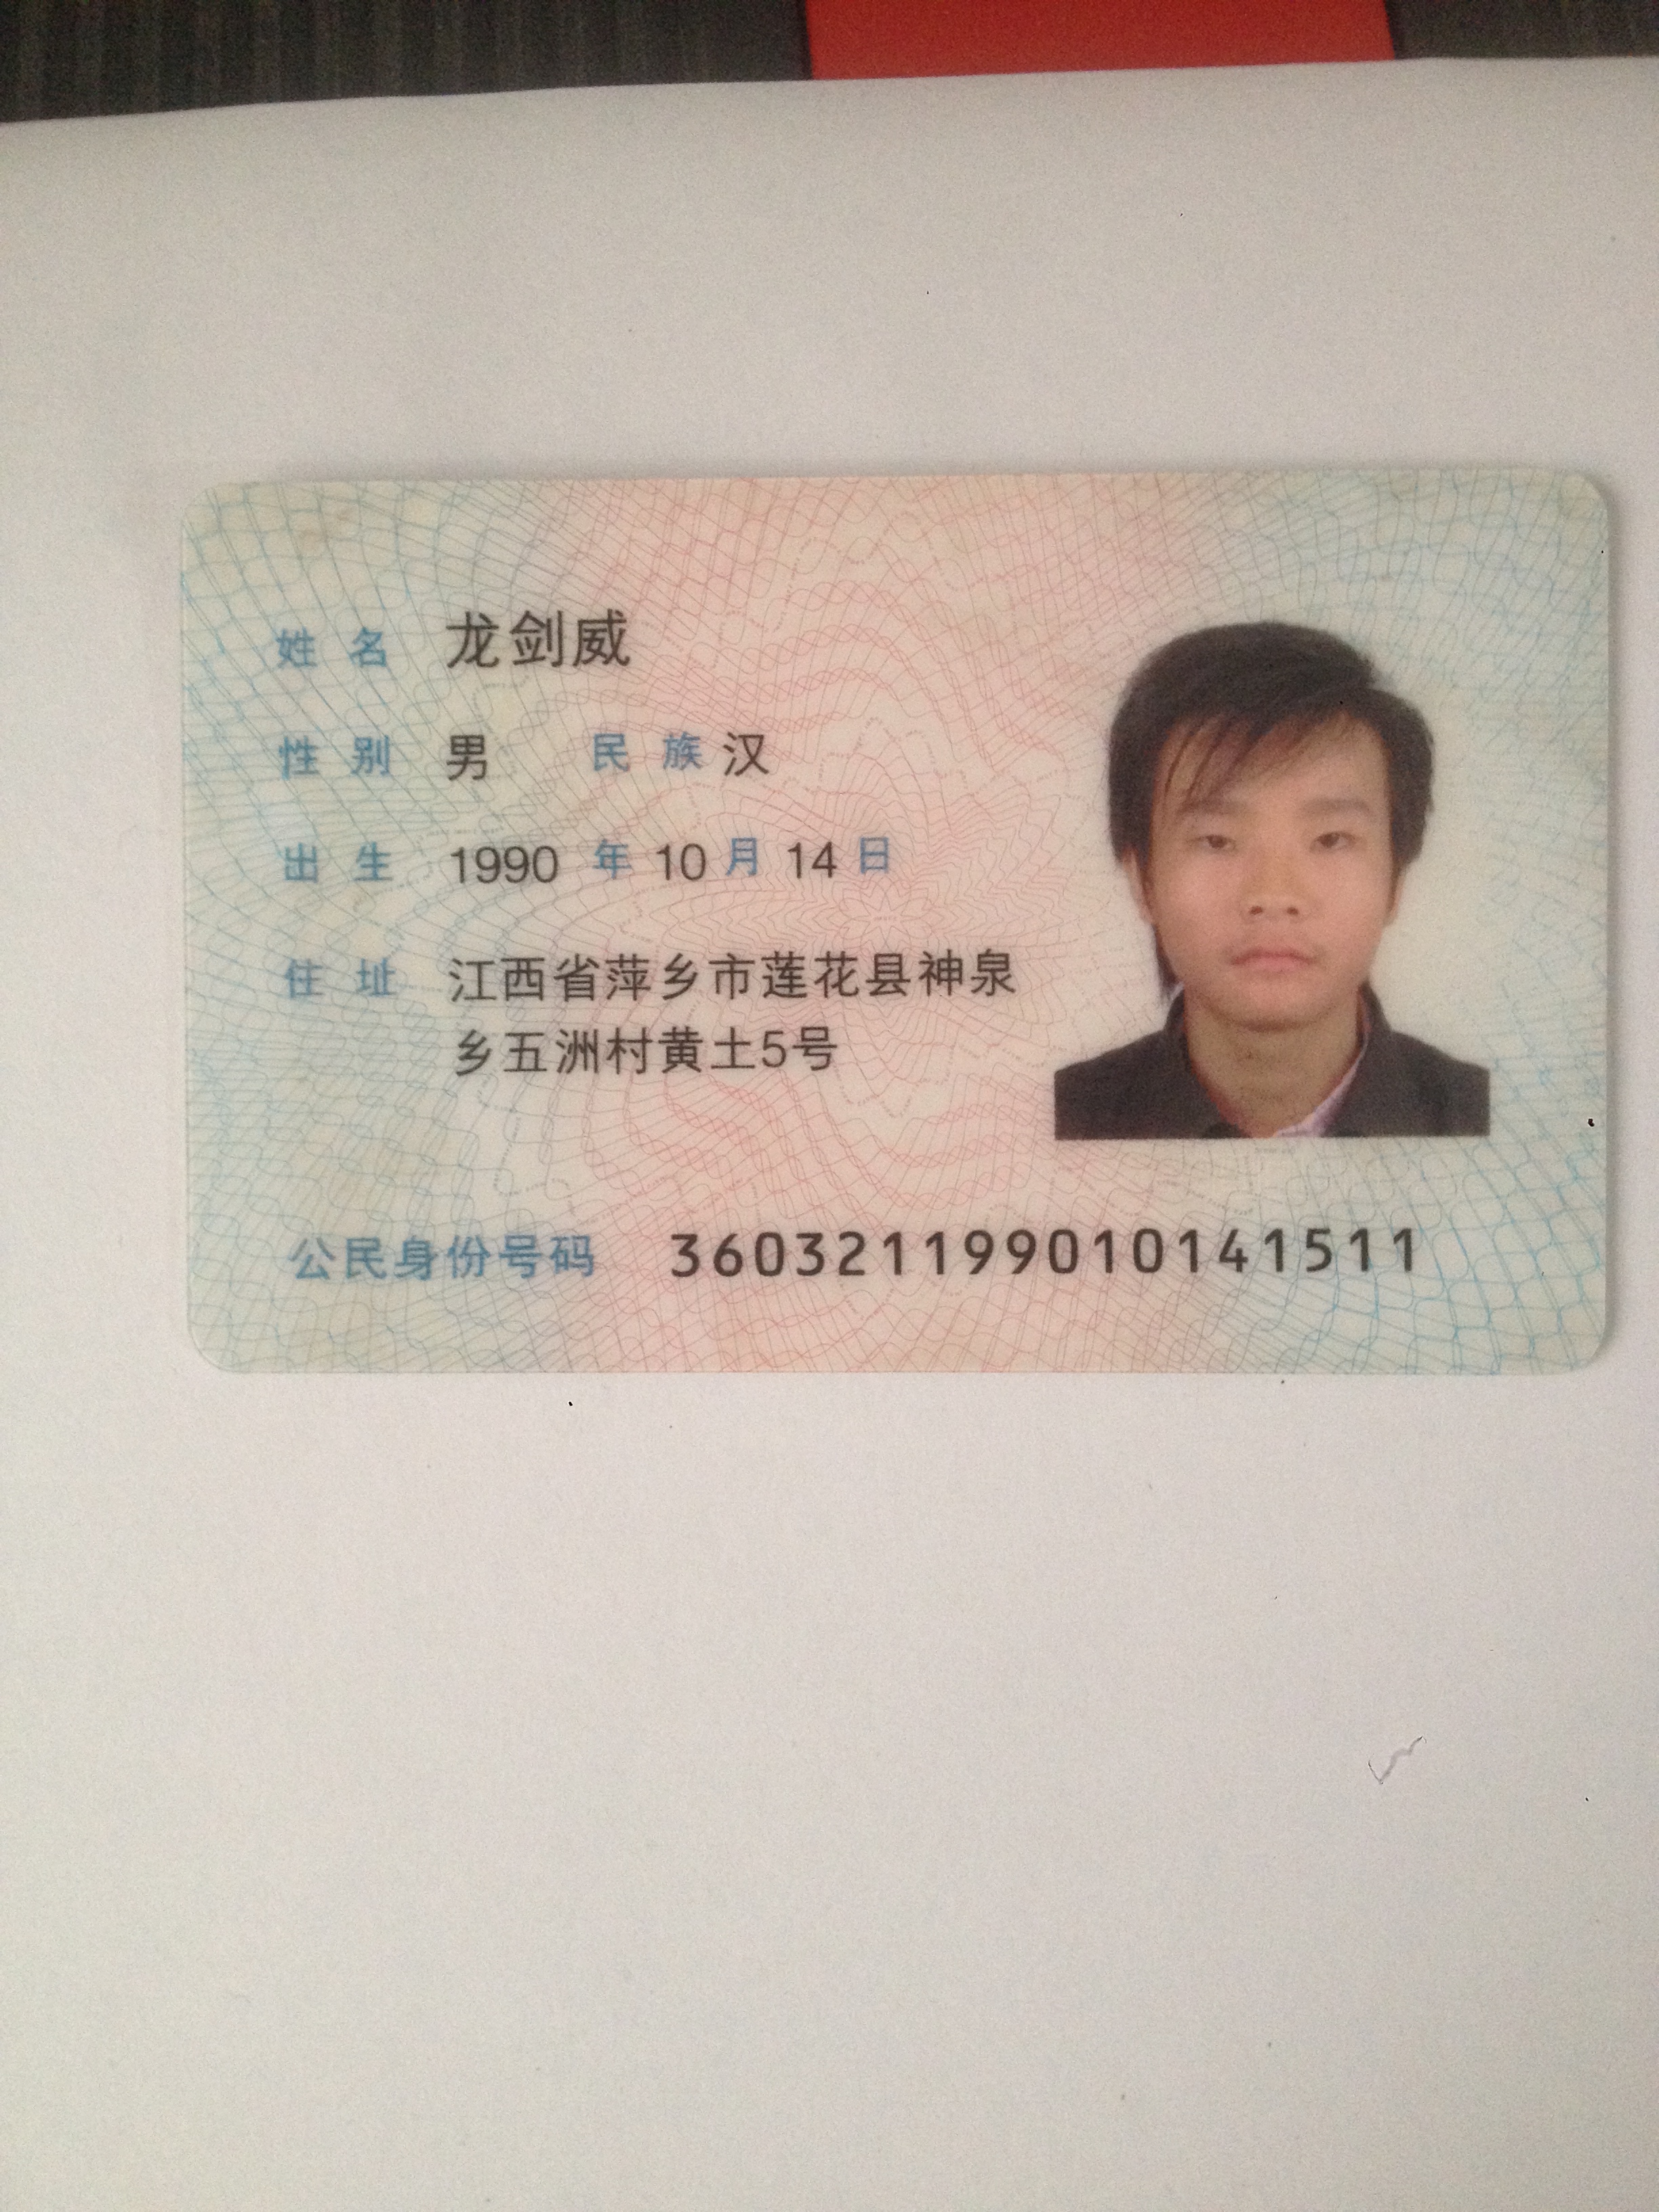 姓名 龙剑威
性别 男 民族 汉
出生 1990 年 10 月 14 日
住址 江西省萍乡市莲花县神泉
乡五洲村黄土5号
公民身份号码 360321199010141511